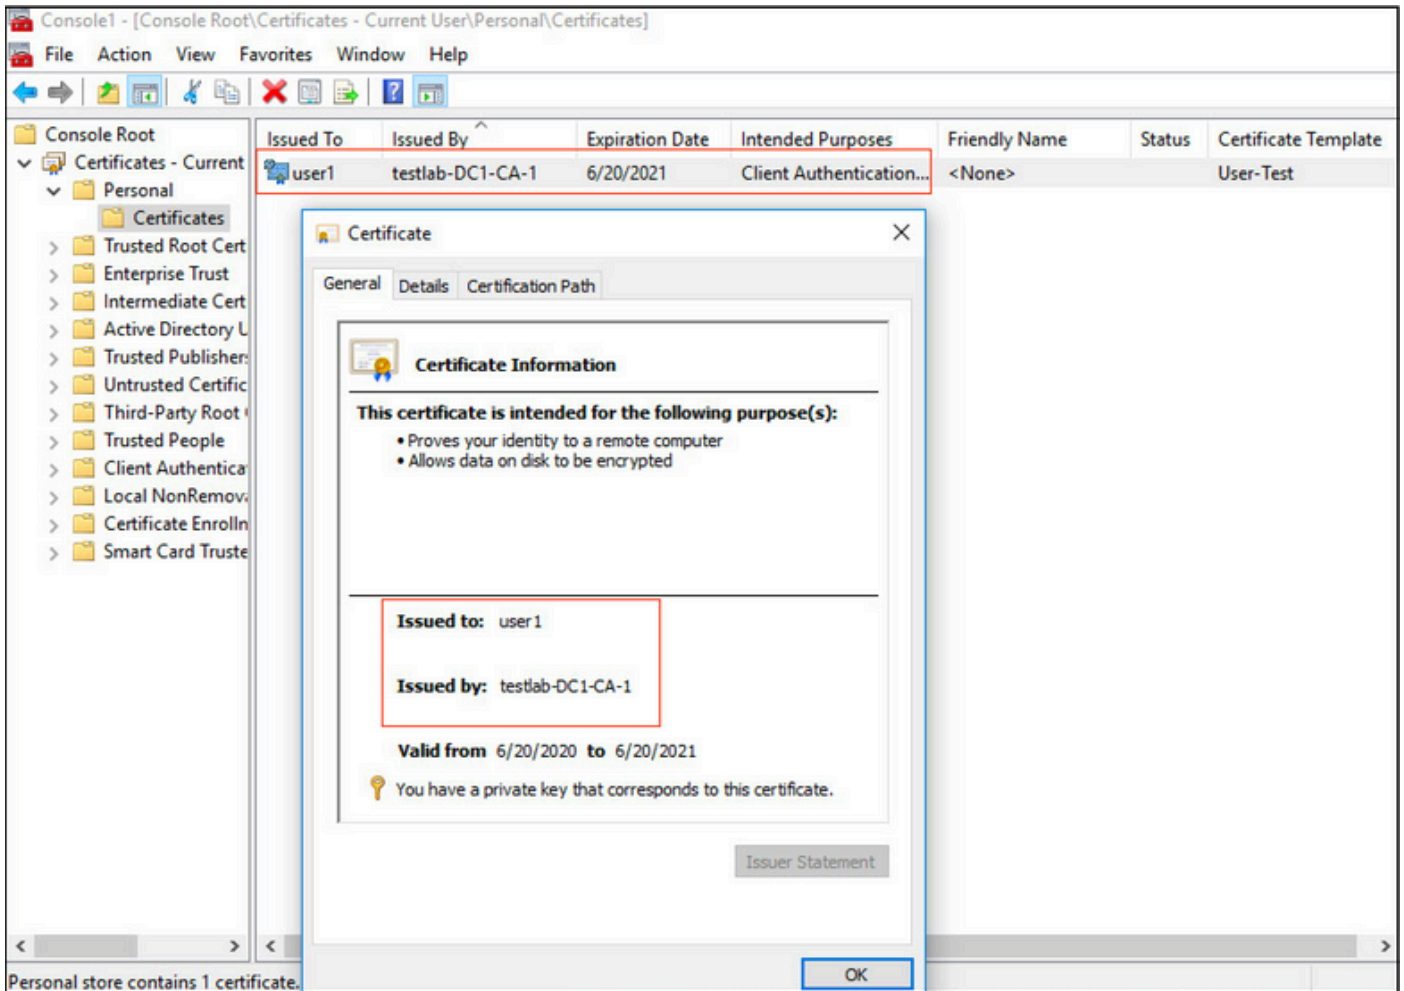 Console1 - [Console Root\Certificates - Current User\Personal\Certificates]
File Action View Favorites Window Help
Console Root
Certificates - Current
Personal
Certificates
Trusted Root Cert
Enterprise Trust
Intermediate Cert
Active Directory U
Trusted Publishers
Untrusted Certific
Third-Party Root
Trusted People
Client Authentica
Local NonRemova
Certificate Enrolln
Smart Card Truste
Issued To Issued By Expiration Date Intended Purposes Friendly Name Status Certificate Template
user1 testlab-DC1-CA-1 6/20/2021 Client Authentication... <None> User-Test
Certificate
General Details Certification Path
Certificate Information
This certificate is intended for the following purpose(s):
• Proves your identity to a remote computer
• Allows data on disk to be encrypted
Issued to: user1
Issued by: testlab-DC1-CA-1
Valid from 6/20/2020 to 6/20/2021
You have a private key that corresponds to this certificate.
Issuer Statement
OK
Personal store contains 1 certificate.